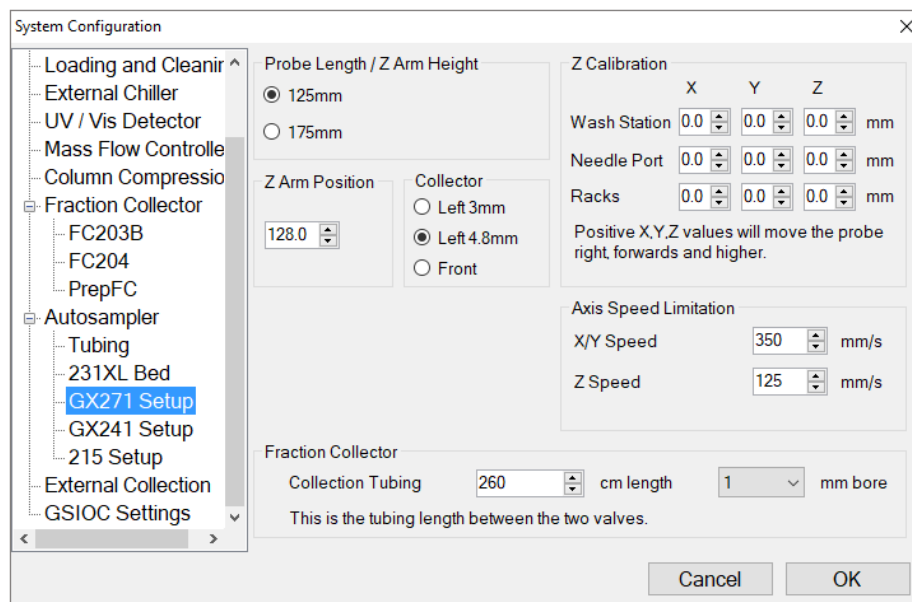 System Configuration
Loading and Cleanir
External Chiller
UV / Vis Detector
Mass Flow Controlle
Column Compressio
Fraction Collector
FC203B
FC204
PrepFC
Autosampler
Tubing
231XL Bed
GX271 Setup
GX241 Setup
215 Setup
External Collection
GSIOC Settings
Probe Length / Z Arm Height
125mm
175mm
Z Arm Position
128.0
Collector
Left 3mm
Left 4.8mm
Front
Z Calibration
X Y Z
Wash Station 0.0 0.0 0.0 mm
Needle Port 0.0 0.0 0.0 mm
Racks 0.0 0.0 0.0 mm
Positive X,Y,Z values will move the probe
right, forwards and higher.
Axis Speed Limitation
X/Y Speed 350 mm/s
Z Speed 125 mm/s
Fraction Collector
Collection Tubing 260 cm length 1 mm bore
This is the tubing length between the two valves.
Cancel OK